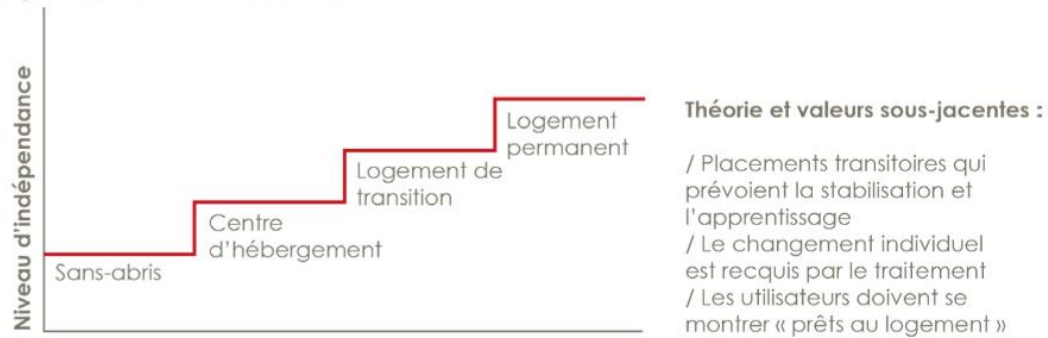 Niveau d'indépendance
Sans-abris
Centre
d'hébergement
Logement de
transition
Logement
permanent
Théorie et valeurs sous-jacentes :
/ Placements transitoires qui
prévoient la stabilisation et
l'apprentissage
/ Le changement individuel
est recquis par le traitement
/ Les utilisateurs doivent se
montrer « prêts au logement »